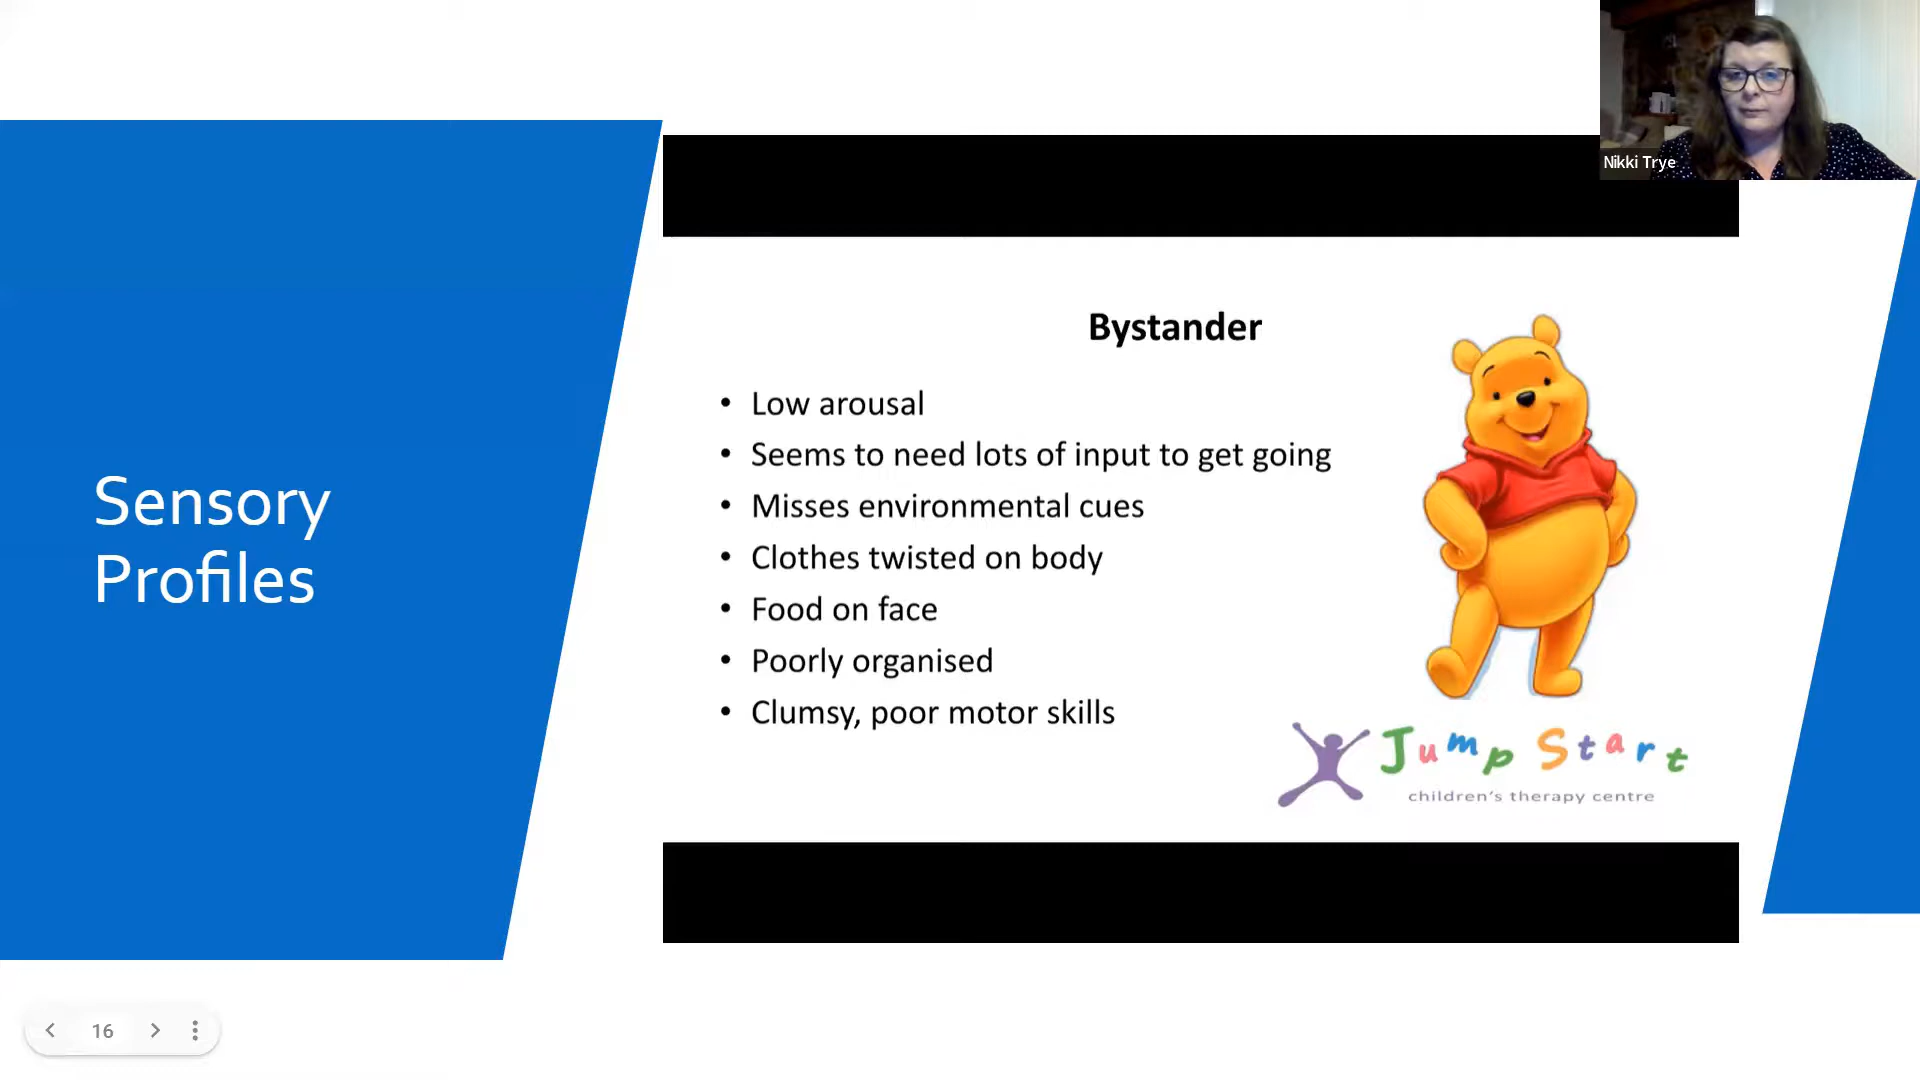 Nikki Trye
Sensory
Profiles
Bystander
• Low arousal
• Seems to need lots of input to get going
• Misses environmental cues
• Clothes twisted on body
• Food on face
• Poorly organised
• Clumsy, poor motor skills
Jump Start
children's therapy centre
16